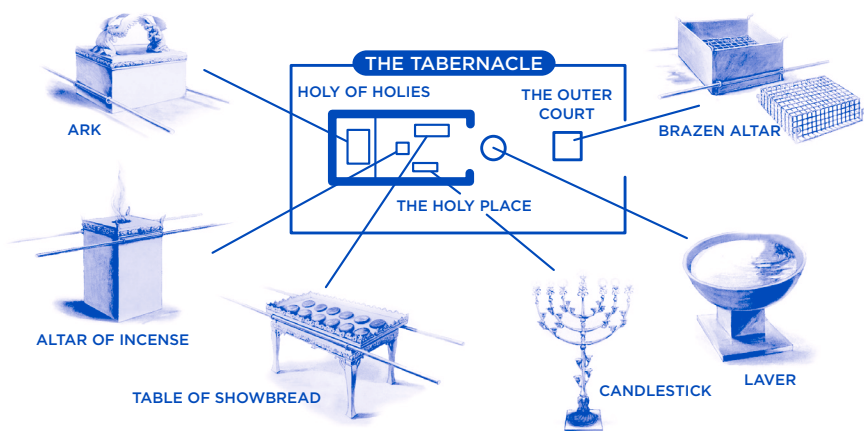 THE TABERNACLE
HOLY OF HOLIES
THE OUTER
COURT
ARK
BRAZEN ALTAR
THE HOLY PLACE
ALTAR OF INCENSE
TABLE OF SHOWBREAD
CANDLESTICK
LAVER